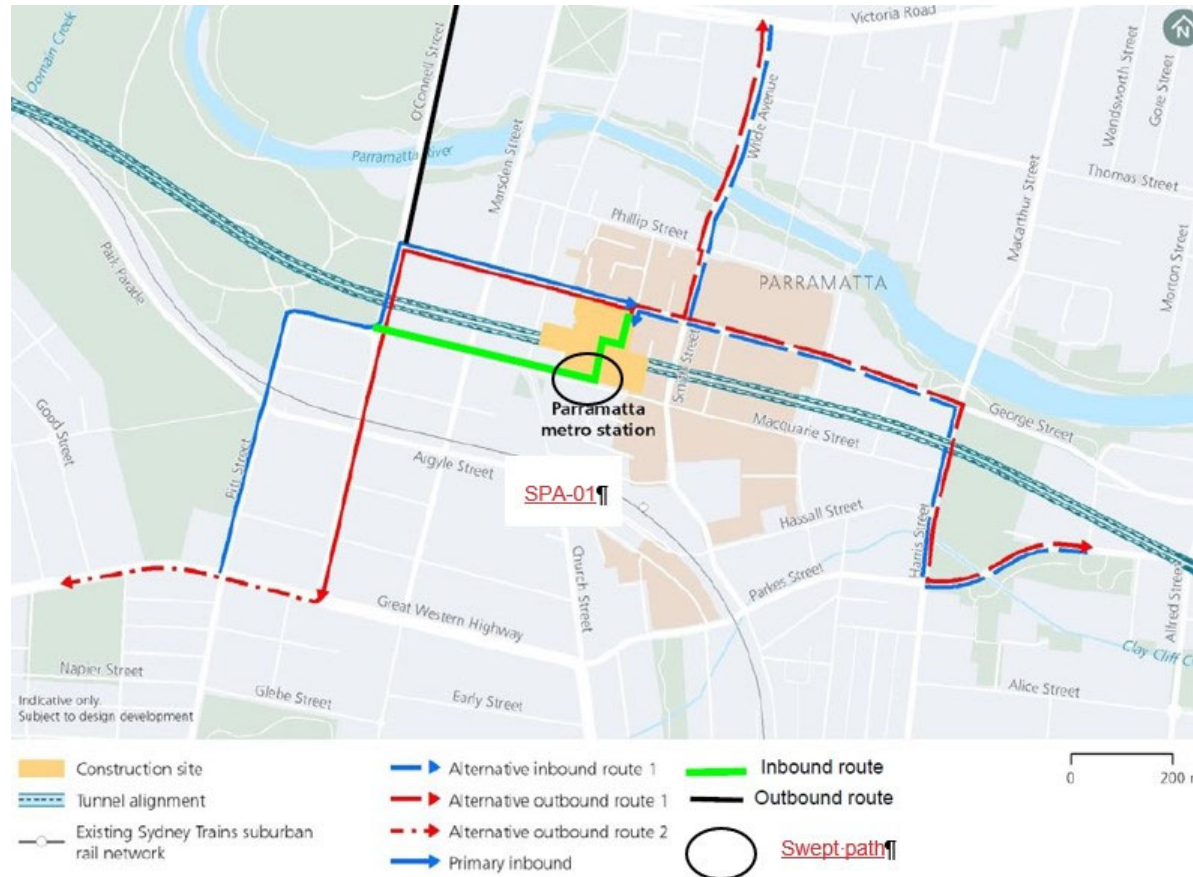 Victoria Road
N
Domain Creek
O'Connell Street
Wandsworth Street
Gore Street
Parramatta River
Marsden Street
Wilde Avenue
Macarthur Street
Thomas Street
Park Parade
Phillip Street
PARRAMATTA
Morton Street
Smith Street
Good Street
Parramatta
metro station
George Street
Macquarie Street
Pitt Street
Argyle Street
SPA-01¶
Hassall Street
Harris Street
Church Street
Parkes Street
Great Western Highway
Alfred Street
Clay Cliff C
Napier Street
Glebe Street
Early Street
Alice Street
Indicative only.
Subject to design development
Construction site
Tunnel alignment
Existing Sydney Trains suburban
rail network
Alternative inbound route 1
Alternative outbound route 1
Alternative outbound route 2
Primary inbound
Inbound route
Outbound route
Swept·path¶
0
200 m